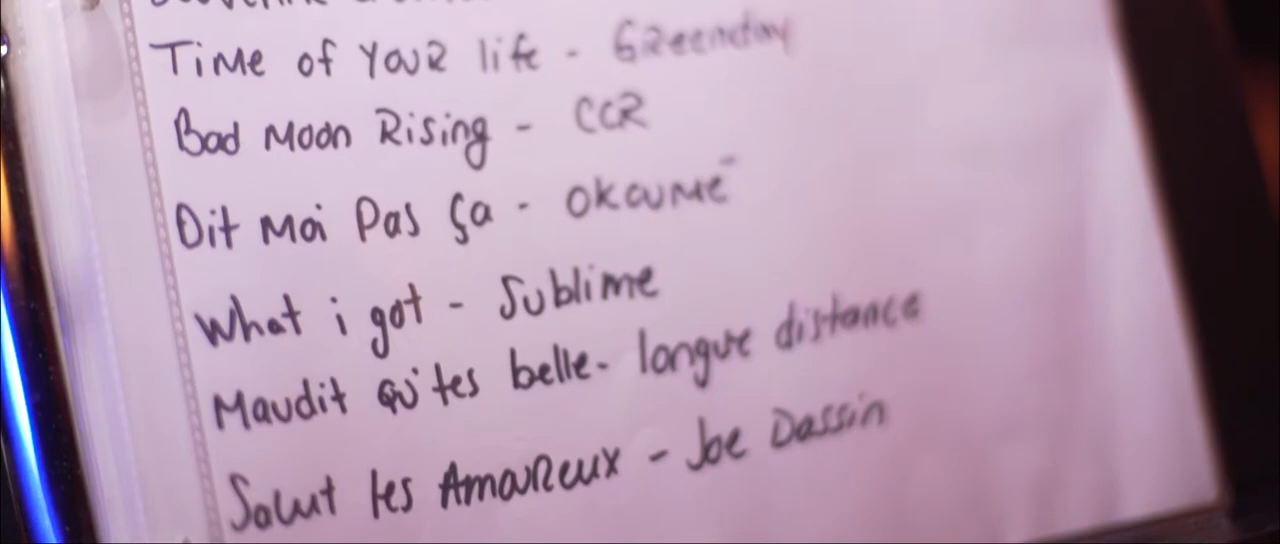 Time of your life - Greenday
Bad Moon Rising - CCR
Dit Moi Pas ça - Okoumé
What i got - Sublime
Maudit qu'tes belle - longue distance
Salut les Amoureux - Joe Dassin